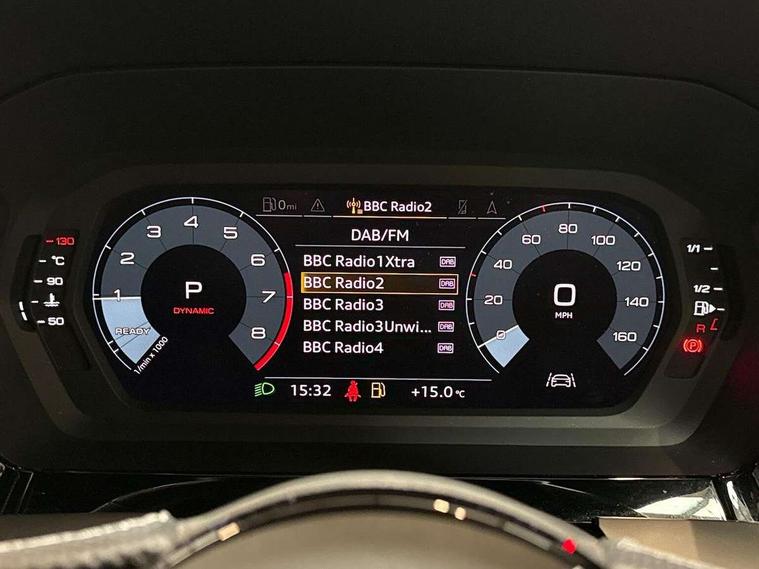 0mi
BBC Radio2
DAB/FM
BBC Radio1Xtra DAB
BBC Radio2 DAB
BBC Radio3 DAB
BBC Radio3Unwi... DAB
BBC Radio4 DAB
15:32
+15.0 °C
1 2 3 4 5 6 7 8
READY
1/min x 1000
P
DYNAMIC
0 20 40 60 80 100 120 140 160
0
MPH
130
°C
90
50
1/1
1/2
R
P